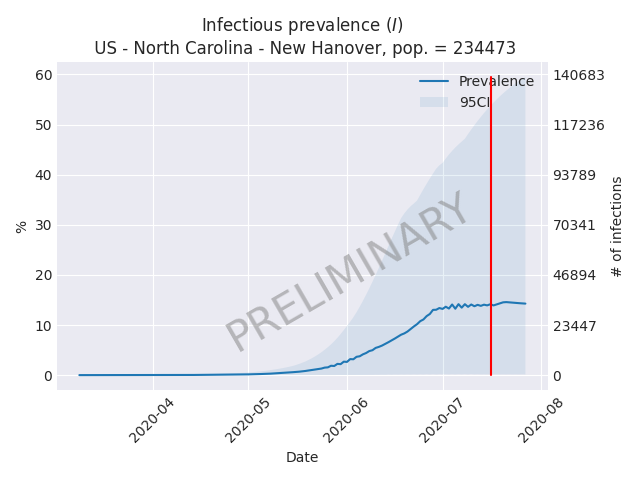 Infectious prevalence (I)
US - North Carolina - New Hanover, pop. = 234473
Prevalence
95CI
60
50
40
30
20
10
0
%
140683
117236
93789
70341
46894
23447
0
# of infections
PRELIMINARY
2020-04
2020-05
2020-06
2020-07
2020-08
Date